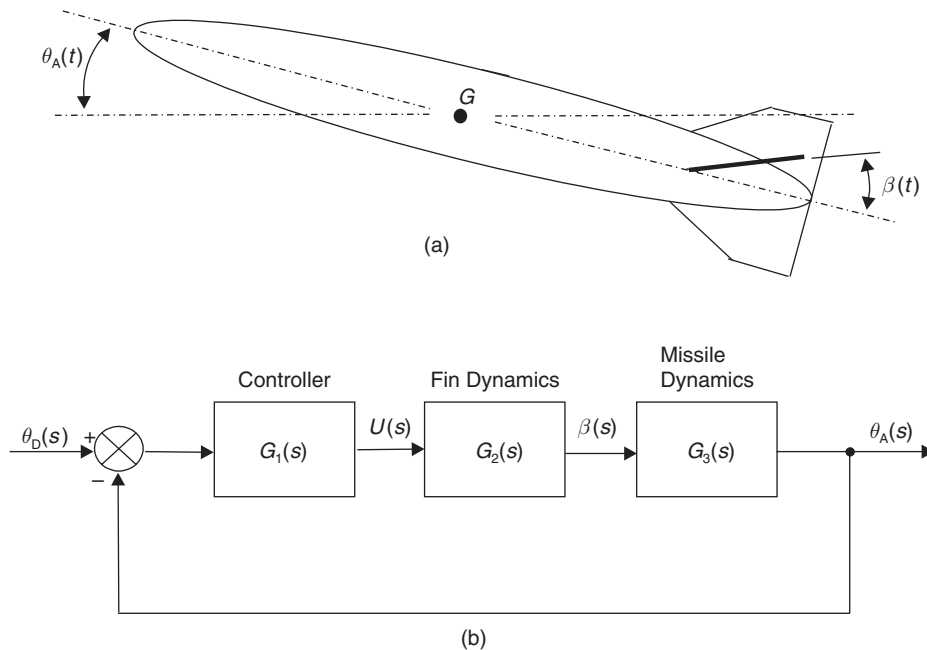 θA(t)
G
β(t)
(a)
Missile
Controller Fin Dynamics Dynamics
θD(s) + U(s) β(s) θA(s)
G1(s) G2(s) G3(s)
−
(b)